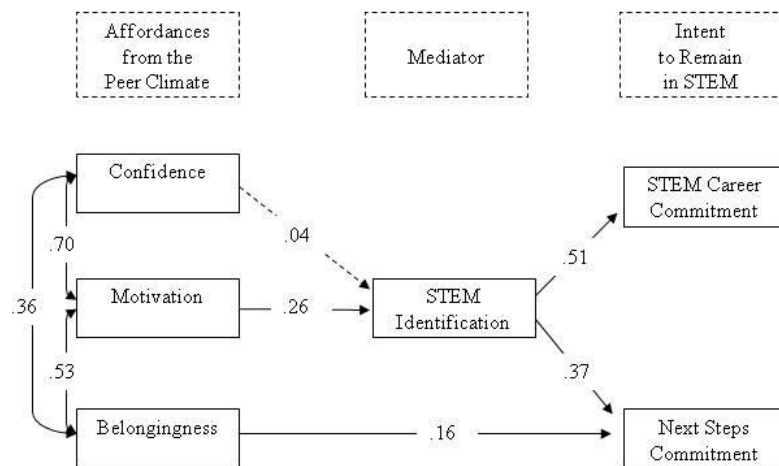 Affordances
from the
Peer Climate
Mediator
Intent
to Remain
in STEM
Confidence
STEM Career
Commitment
.70
.04
.51
.36
Motivation
.26
STEM
Identification
.53
.37
Belongingness
.16
Next Steps
Commitment